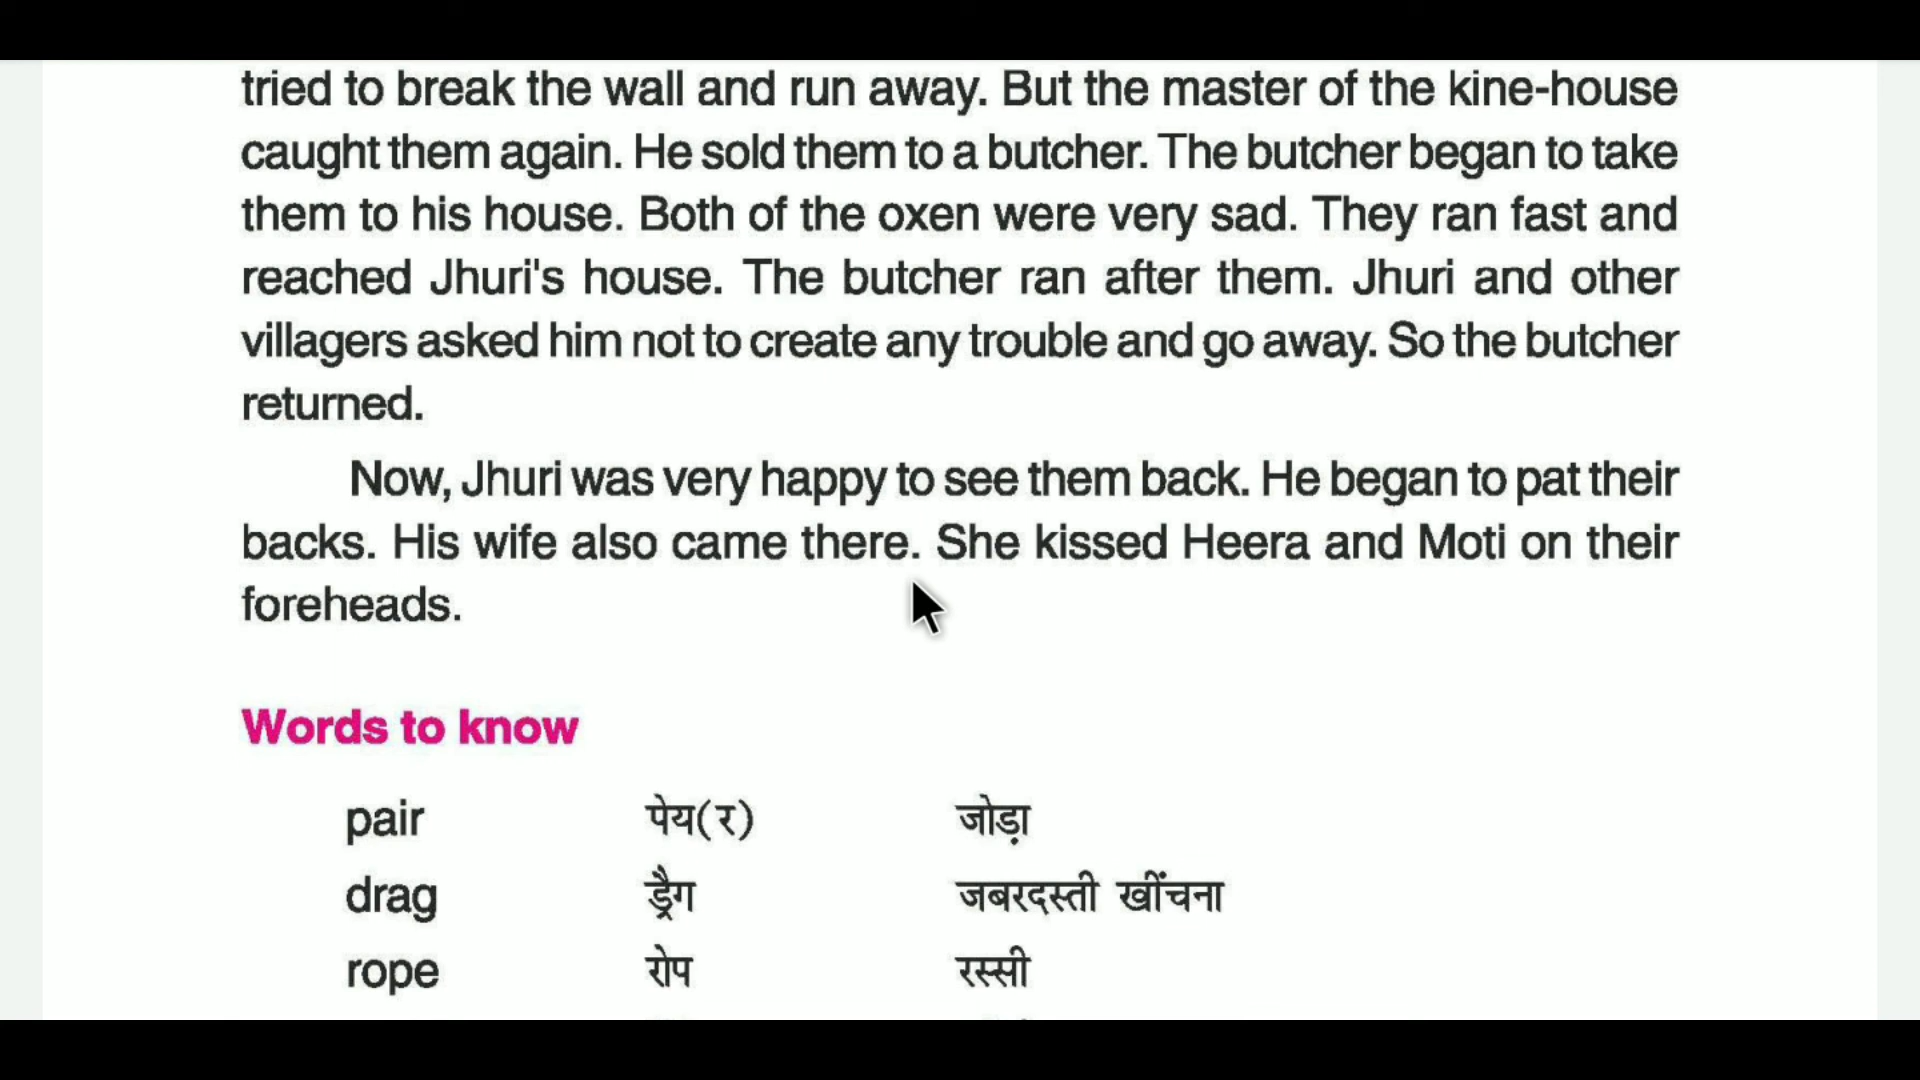 tried to break the wall and run away. But the master of the kine-house
caught them again. He sold them to a butcher. The butcher began to take
them to his house. Both of the oxen were very sad. They ran fast and
reached Jhuri's house. The butcher ran after them. Jhuri and other
villagers asked him not to create any trouble and go away. So the butcher
returned.
Now, Jhuri was very happy to see them back. He began to pat their
backs. His wife also came there. She kissed Heera and Moti on their
foreheads.
Words to know
pair पेय(र) जोड़ा
drag ड्रैग जबरदस्ती खींचना
rope रोप रस्सी